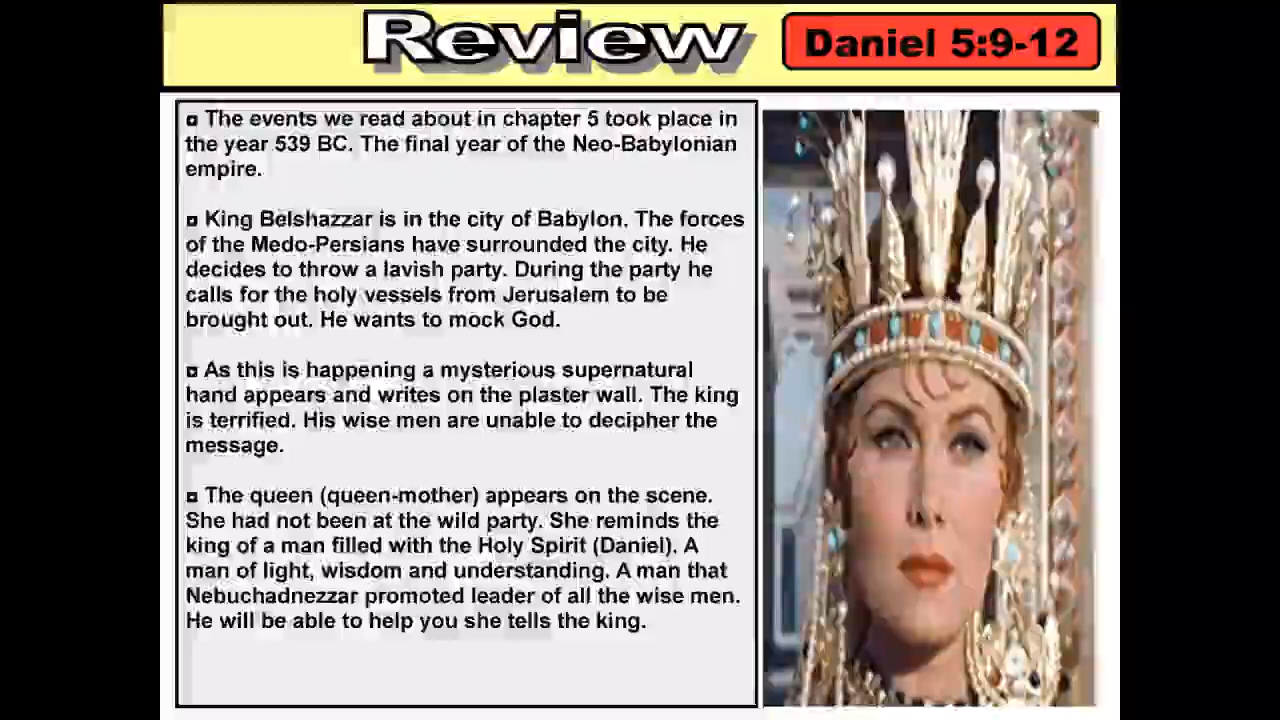 Review
Daniel 5:9-12
▫ The events we read about in chapter 5 took place in
the year 539 BC. The final year of the Neo-Babylonian
empire.
▫ King Belshazzar is in the city of Babylon. The forces
of the Medo-Persians have surrounded the city. He
decides to throw a lavish party. During the party he
calls for the holy vessels from Jerusalem to be
brought out. He wants to mock God.
▫ As this is happening a mysterious supernatural
hand appears and writes on the plaster wall. The king
is terrified. His wise men are unable to decipher the
message.
▫ The queen (queen-mother) appears on the scene.
She had not been at the wild party. She reminds the
king of a man filled with the Holy Spirit (Daniel). A
man of light, wisdom and understanding. A man that
Nebuchadnezzar promoted leader of all the wise men.
He will be able to help you she tells the king.